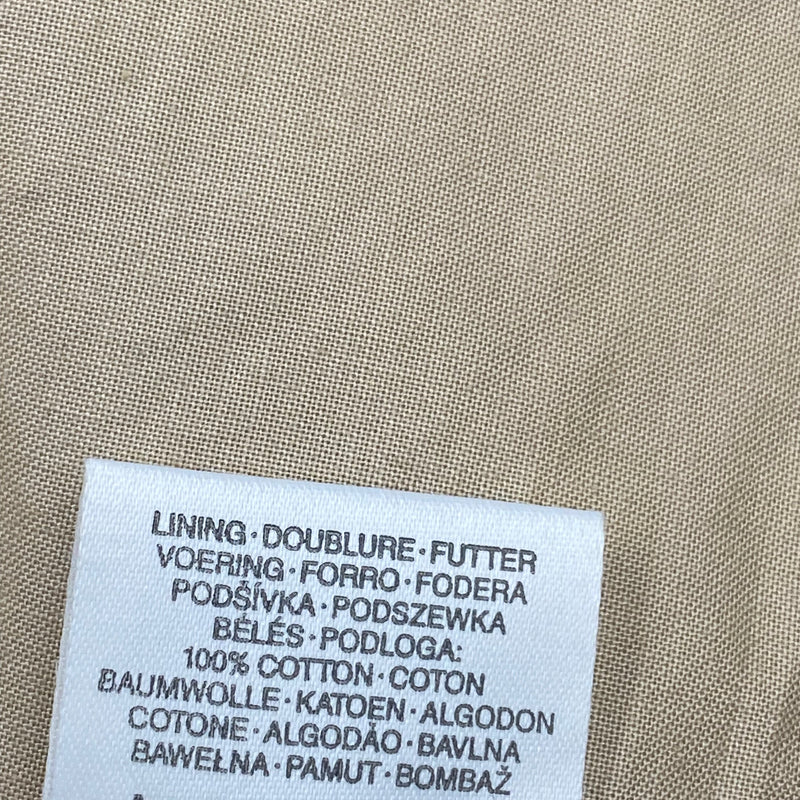 LINING·DOUBLURE·FUTTER
VOERING·FORRO·FODERA
PODŠÍVKA·PODSZEWKA
BÉLÉS·PODLOGA:
100% COTTON·COTON
BAUMWOLLE·KATOEN·ALGODON
COTONE·ALGODÃO·BAVLNA
BAWEŁNA·PAMUT·BOMBAŽ